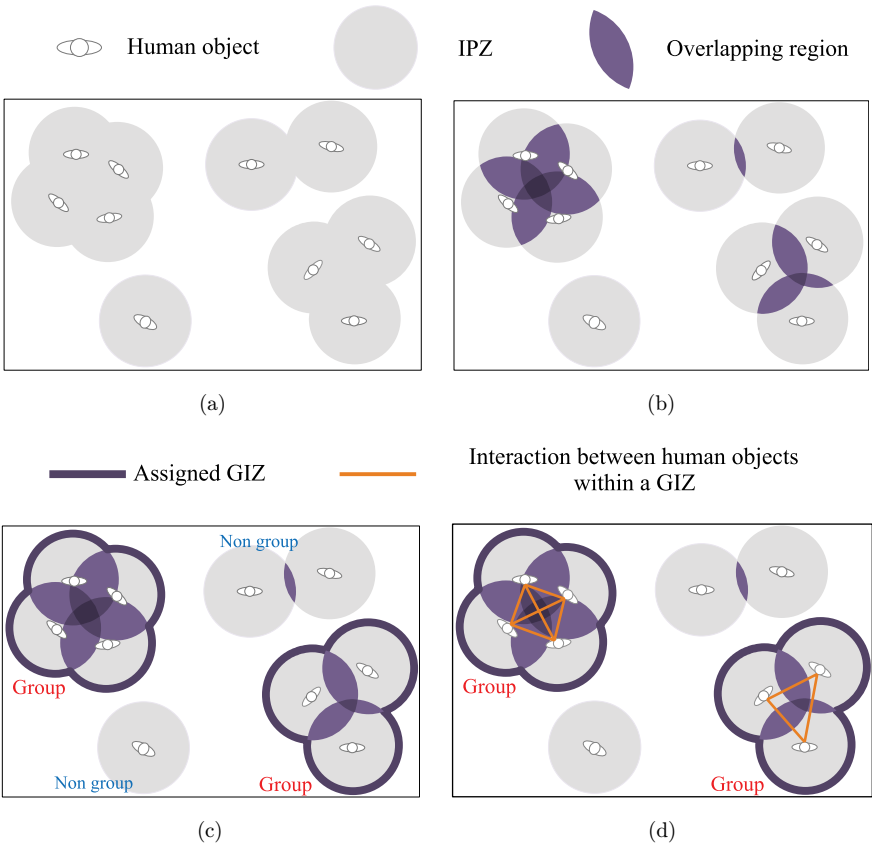 Human object
IPZ
Overlapping region
(a)
(b)
Assigned GIZ
Interaction between human objects
within a GIZ
Non group
Group
Non group
Group
(c)
Group
Group
(d)